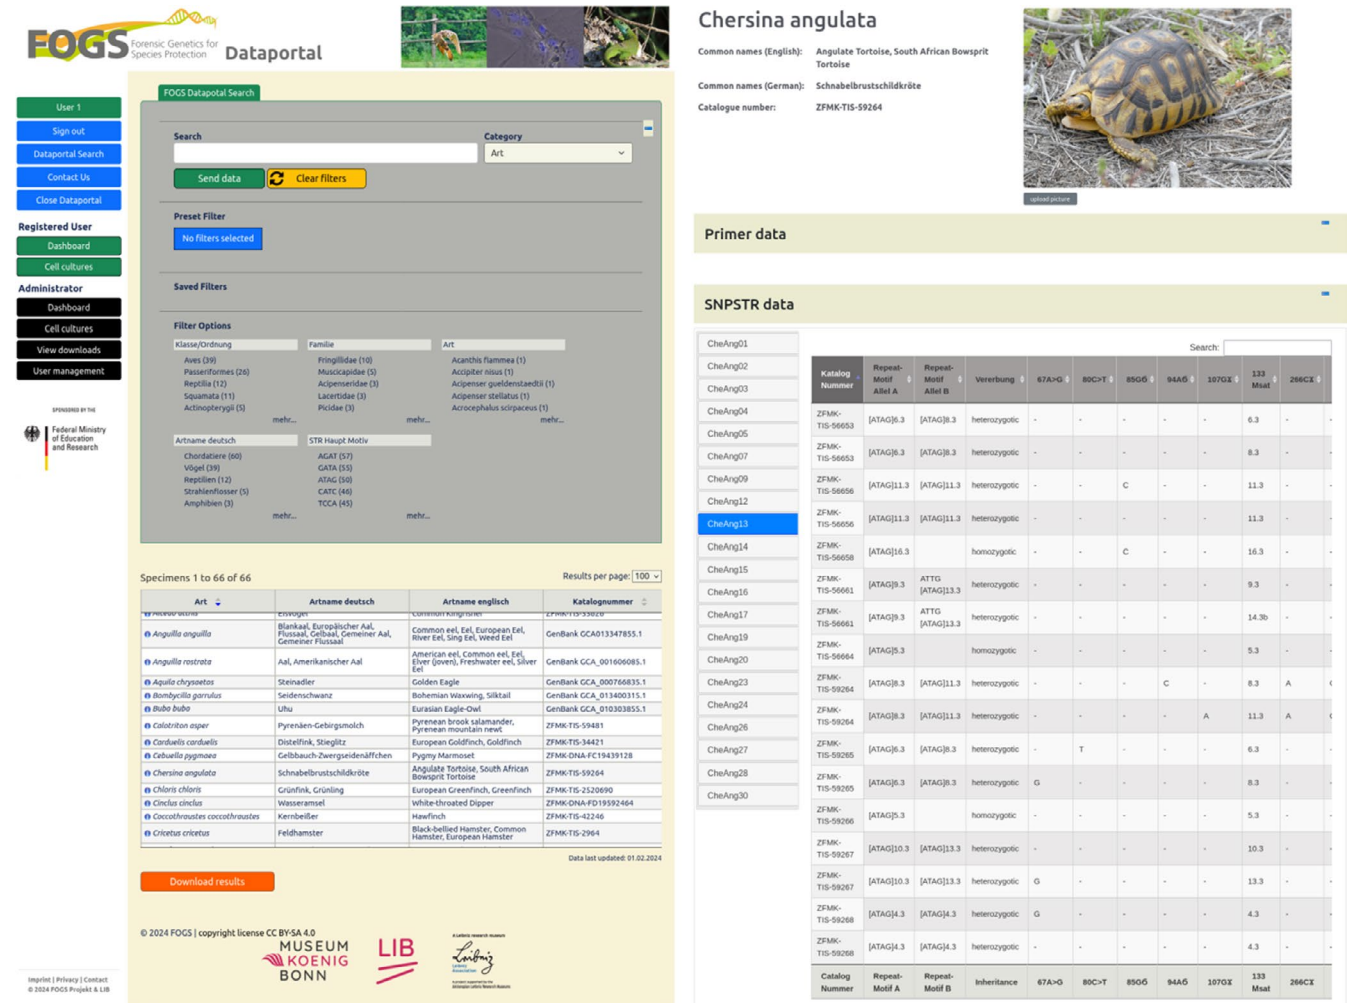 FOGS Forensic Genetics for
Species Protection
Dataportal
User 1
Sign out
Dataportal Search
Contact Us
Close Dataportal
Registered User
Dashboard
Cell cultures
Administrator
Dashboard
Cell cultures
View downloads
User management
SPONSORED BY THE
Federal Ministry
of Education
and Research
Imprint | Privacy | Contact
© 2024 FOGS Projekt & LIB
FOGS Datapotal Search
Search
Category
Art
Send data
Clear filters
Preset Filter
No filters selected
Saved Filters
Filter Options
Klasse/Ordnung
Aves (39)
Passeriformes (26)
Reptilia (12)
Squamata (11)
Actinopterygii (5)
mehr...
Familie
Fringillidae (10)
Muscicapidae (5)
Acipenseridae (3)
Lacertidae (3)
Picidae (3)
mehr...
Art
Acanthis flammea (1)
Accipiter nisus (1)
Acipenser gueldenstaedtii (1)
Acipenser stellatus (1)
Acrocephalus scirpaceus (1)
mehr...
Artname deutsch
Chordatiere (60)
Vögel (39)
Reptilien (12)
Strahlenflosser (5)
Amphibien (3)
mehr...
STR Haupt Motiv
AGAT (57)
GATA (55)
ATAG (50)
CATC (46)
TCCA (45)
mehr...
Specimens 1 to 66 of 66
Results per page: 100
Art Artname deutsch Artname englisch Katalognummer
Anguilla anguilla
Blankaal, Europäischer Aal,
Flussaal, Gelbaal, Gemeiner Aal,
Gemeiner Flussaal
Common eel, Eel, European Eel,
River Eel, Sing Eel, Weed Eel
GenBank GCA013347855.1
Anguilla rostrata
Aal, Amerikanischer Aal
American eel, Common eel, Eel,
Elver (joven), Freshwater eel, Silver
Eel
GenBank GCA_001606085.1
Aquila chrysaetos Steinadler Golden Eagle GenBank GCA_000766835.1
Bombycilla garrulus Seidenschwanz Bohemian Waxwing, Silktail GenBank GCA_013400315.1
Bubo bubo Uhu Eurasian Eagle-Owl GenBank GCA_010303855.1
Calotriton asper Pyrenäen-Gebirgsmolch
Pyrenean brook salamander,
Pyrenean mountain newt
ZFMK-TIS-59481
Carduelis carduelis Distelfink, Stieglitz European Goldfinch, Goldfinch ZFMK-TIS-34421
Cebuella pygmaea Gelbbauch-Zwergseidenäffchen Pygmy Marmoset ZFMK-DNA-FC19439128
Chersina angulata Schnabelbrustschildkröte
Angulate Tortoise, South African
Bowsprit Tortoise
ZFMK-TIS-59264
Chloris chloris Grünfink, Grünling European Greenfinch, Greenfinch ZFMK-TIS-2520690
Cinclus cinclus Wasseramsel White-throated Dipper ZFMK-DNA-FD19592464
Coccothraustes coccothraustes Kernbeißer Hawfinch ZFMK-TIS-42246
Cricetus cricetus Feldhamster
Black-bellied Hamster, Common
Hamster, European Hamster
ZFMK-TIS-2964
Data last updated: 01.02.2024
Download results
© 2024 FOGS | copyright license CC BY-SA 4.0
MUSEUM
KOENIG
BONN
LIB
A Leibniz research museum
Leibniz
Leibniz
Association
Chersina angulata
Common names (English): Angulate Tortoise, South African Bowsprit
Tortoise
Common names (German): Schnabelbrustschildkröte
Catalogue number: ZFMK-TIS-59264
upload picture
Primer data
SNPSTR data
CheAng01
CheAng02
CheAng03
CheAng04
CheAng05
CheAng07
CheAng09
CheAng12
CheAng13
CheAng14
CheAng15
CheAng16
CheAng17
CheAng19
CheAng20
CheAng23
CheAng24
CheAng26
CheAng27
CheAng28
CheAng30
Search:
Katalog
Nummer
Repeat-
Motif
Allel A
Repeat-
Motif
Allel B
Vererbung 67A>G 80C>T 85GG 94AG 107GX
133
Msat
266CX
ZFMK-
TIS-56653 [ATAG]6.3 [ATAG]8.3 heterozygotic - - - - - 6.3 - -
ZFMK-
TIS-56653 [ATAG]6.3 [ATAG]8.3 heterozygotic - - - - - 8.3 - -
ZFMK-
TIS-56656 [ATAG]11.3 [ATAG]11.3 heterozygotic - - C - - 11.3 - -
ZFMK-
TIS-56656 [ATAG]11.3 [ATAG]11.3 heterozygotic - - - - - 11.3 - -
ZFMK-
TIS-56658 [ATAG]16.3 homozygotic - - C - - 16.3 - -
ZFMK-
TIS-56661 [ATAG]9.3 ATTG
[ATAG]13.3 heterozygotic - - - - - 9.3 - -
ZFMK-
TIS-56661 [ATAG]9.3 ATTG
[ATAG]13.3 heterozygotic - - - - - 14.3b - -
ZFMK-
TIS-56664 [ATAG]5.3 homozygotic - - - - - 5.3 - -
ZFMK-
TIS-59264 [ATAG]8.3 [ATAG]11.3 heterozygotic - - - C - 8.3 A
ZFMK-
TIS-59264 [ATAG]8.3 [ATAG]11.3 heterozygotic - - - - A 11.3 A
ZFMK-
TIS-59265 [ATAG]6.3 [ATAG]8.3 heterozygotic - T - - - 6.3 - -
ZFMK-
TIS-59265 [ATAG]6.3 [ATAG]8.3 heterozygotic G - - - - 8.3 - -
ZFMK-
TIS-59266 [ATAG]5.3 homozygotic - - - - - 5.3 - -
ZFMK-
TIS-59267 [ATAG]10.3 [ATAG]13.3 heterozygotic - - - - - 10.3 - -
ZFMK-
TIS-59267 [ATAG]10.3 [ATAG]13.3 heterozygotic G - - - - 13.3 - -
ZFMK-
TIS-59268 [ATAG]4.3 [ATAG]4.3 heterozygotic G - - - - 4.3 - -
ZFMK-
TIS-59268 [ATAG]4.3 [ATAG]4.3 heterozygotic - - - - - 4.3 - -
Catalog
Nummer
Repeat-
Motif A
Repeat-
Motif B
Inheritance 67A>G 80C>T 85GG 94AG 107GX
133
Msat
266CX